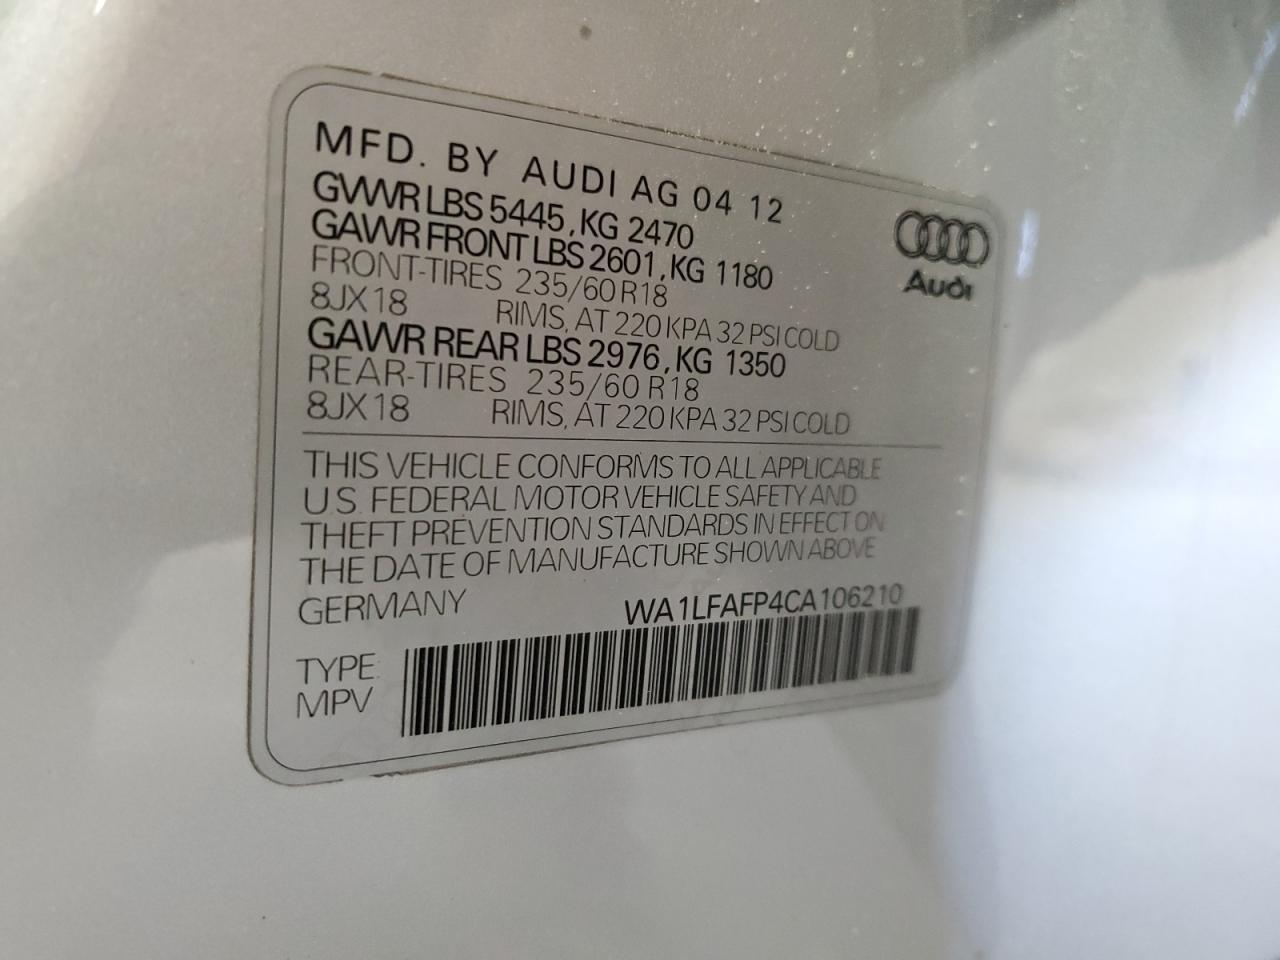 MFD. BY AUDI AG 04 12
GVWR LBS 5445, KG 2470
GAWR FRONT LBS 2601, KG 1180
FRONT-TIRES 235/60 R18
8JX18 RIMS, AT 220 KPA 32 PSI COLD
GAWR REAR LBS 2976, KG 1350
REAR-TIRES 235/60 R18
8JX18 RIMS, AT 220 KPA 32 PSI COLD
Audi
THIS VEHICLE CONFORMS TO ALL APPLICABLE
U.S. FEDERAL MOTOR VEHICLE SAFETY AND
THEFT PREVENTION STANDARDS IN EFFECT ON
THE DATE OF MANUFACTURE SHOWN ABOVE
GERMANY WA1LFAFP4CA106210
TYPE:
MPV